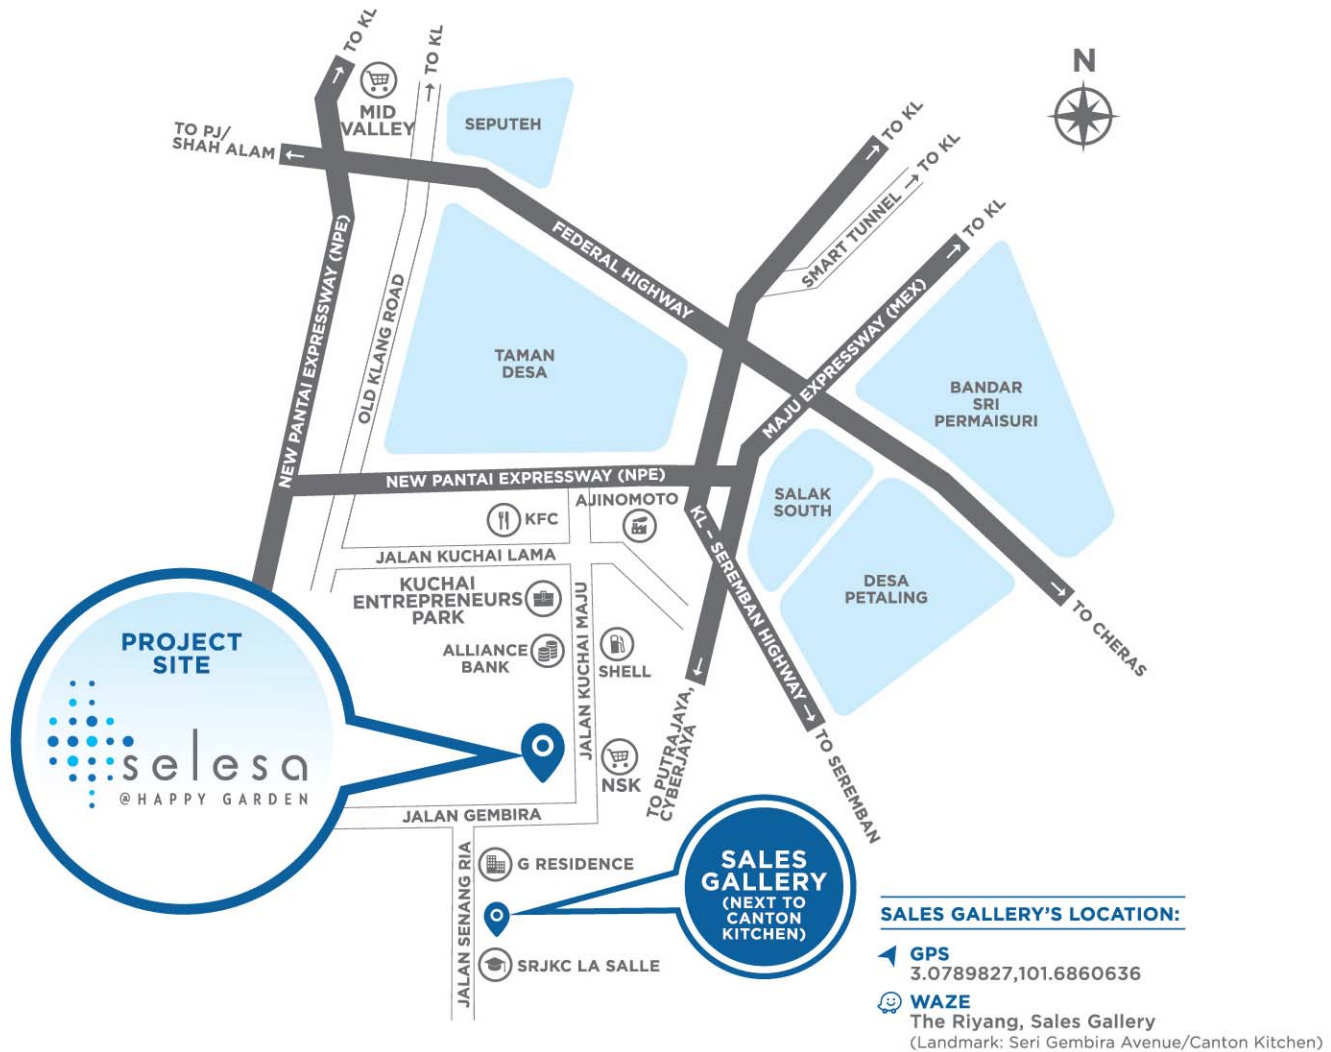 TO KL
TO KL
N
MID
VALLEY
SEPUTEH
TO PJ/
SHAH ALAM
TO KL
TO KL
SMART TUNNEL
TO KL
NEW PANTAI EXPRESSWAY (NPE)
OLD KLANG ROAD
FEDERAL HIGHWAY
MAJU EXPRESSWAY (MEX)
TAMAN
DESA
BANDAR
SRI
PERMAISURI
NEW PANTAI EXPRESSWAY (NPE)
SALAK
SOUTH
AJINOMOTO
KFC
KL – SEREMBAN HIGHWAY
JALAN KUCHAI LAMA
DESA
PETALING
KUCHAI
ENTREPRENEURS
PARK
TO CHERAS
ALLIANCE
BANK
JALAN KUCHAI MAJU
SHELL
PROJECT
SITE
selesa
@HAPPY GARDEN
NSK
TO PUTRAJAYA,
CYBERJAYA
TO SEREMBAN
JALAN GEMBIRA
JALAN SENANG RIA
G RESIDENCE
SALES
GALLERY
(NEXT TO
CANTON
KITCHEN)
SRJKC LA SALLE
SALES GALLERY'S LOCATION:
GPS
3.0789827,101.6860636
WAZE
The Riyang, Sales Gallery
(Landmark: Seri Gembira Avenue/Canton Kitchen)